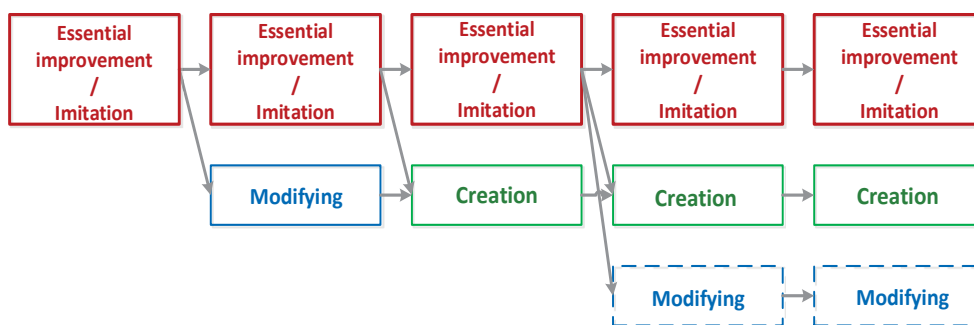 Essential
improvement
/
Imitation
Essential
improvement
/
Imitation
Essential
improvement
/
Imitation
Essential
improvement
/
Imitation
Essential
improvement
/
Imitation
Modifying
Creation
Creation
Creation
Modifying
Modifying